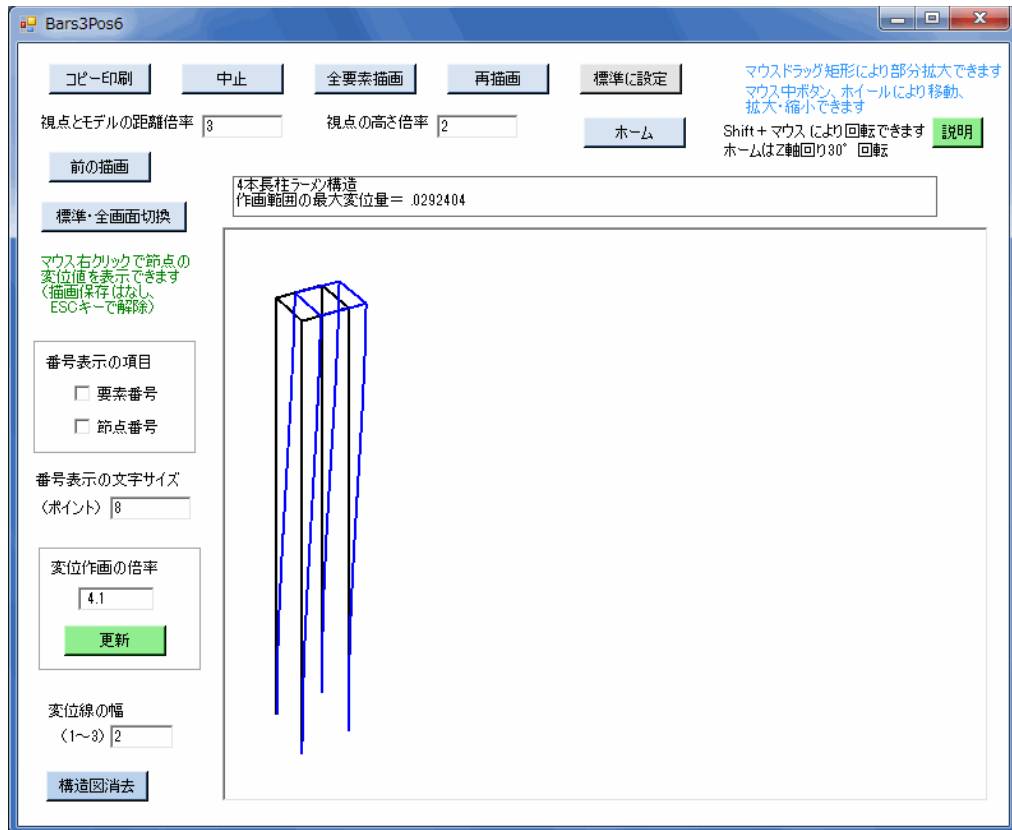 Bars3Pos6
コピー印刷
中止
全要素描画
再描画
標準に設定
マウスドラッグ矩形により部分拡大できます
マウス中ボタン、ホイールにより移動、
拡大・縮小できます
視点とモデルの距離倍率 3
視点の高さ倍率 2
ホーム
Shift+マウスにより回転できます
ホームはZ軸回り30°回転
説明
前の描画
標準・全画面切換
4本長柱ラーメン構造
作画範囲の最大変位量= .0292404
マウス右クリックで節点の
変位値を表示できます
(描画保存はなし、
ESCキーで解除)
番号表示の項目
要素番号
節点番号
番号表示の文字サイズ
(ポイント) 8
変位作画の倍率
4.1
更新
変位線の幅
(1~3) 2
構造図消去